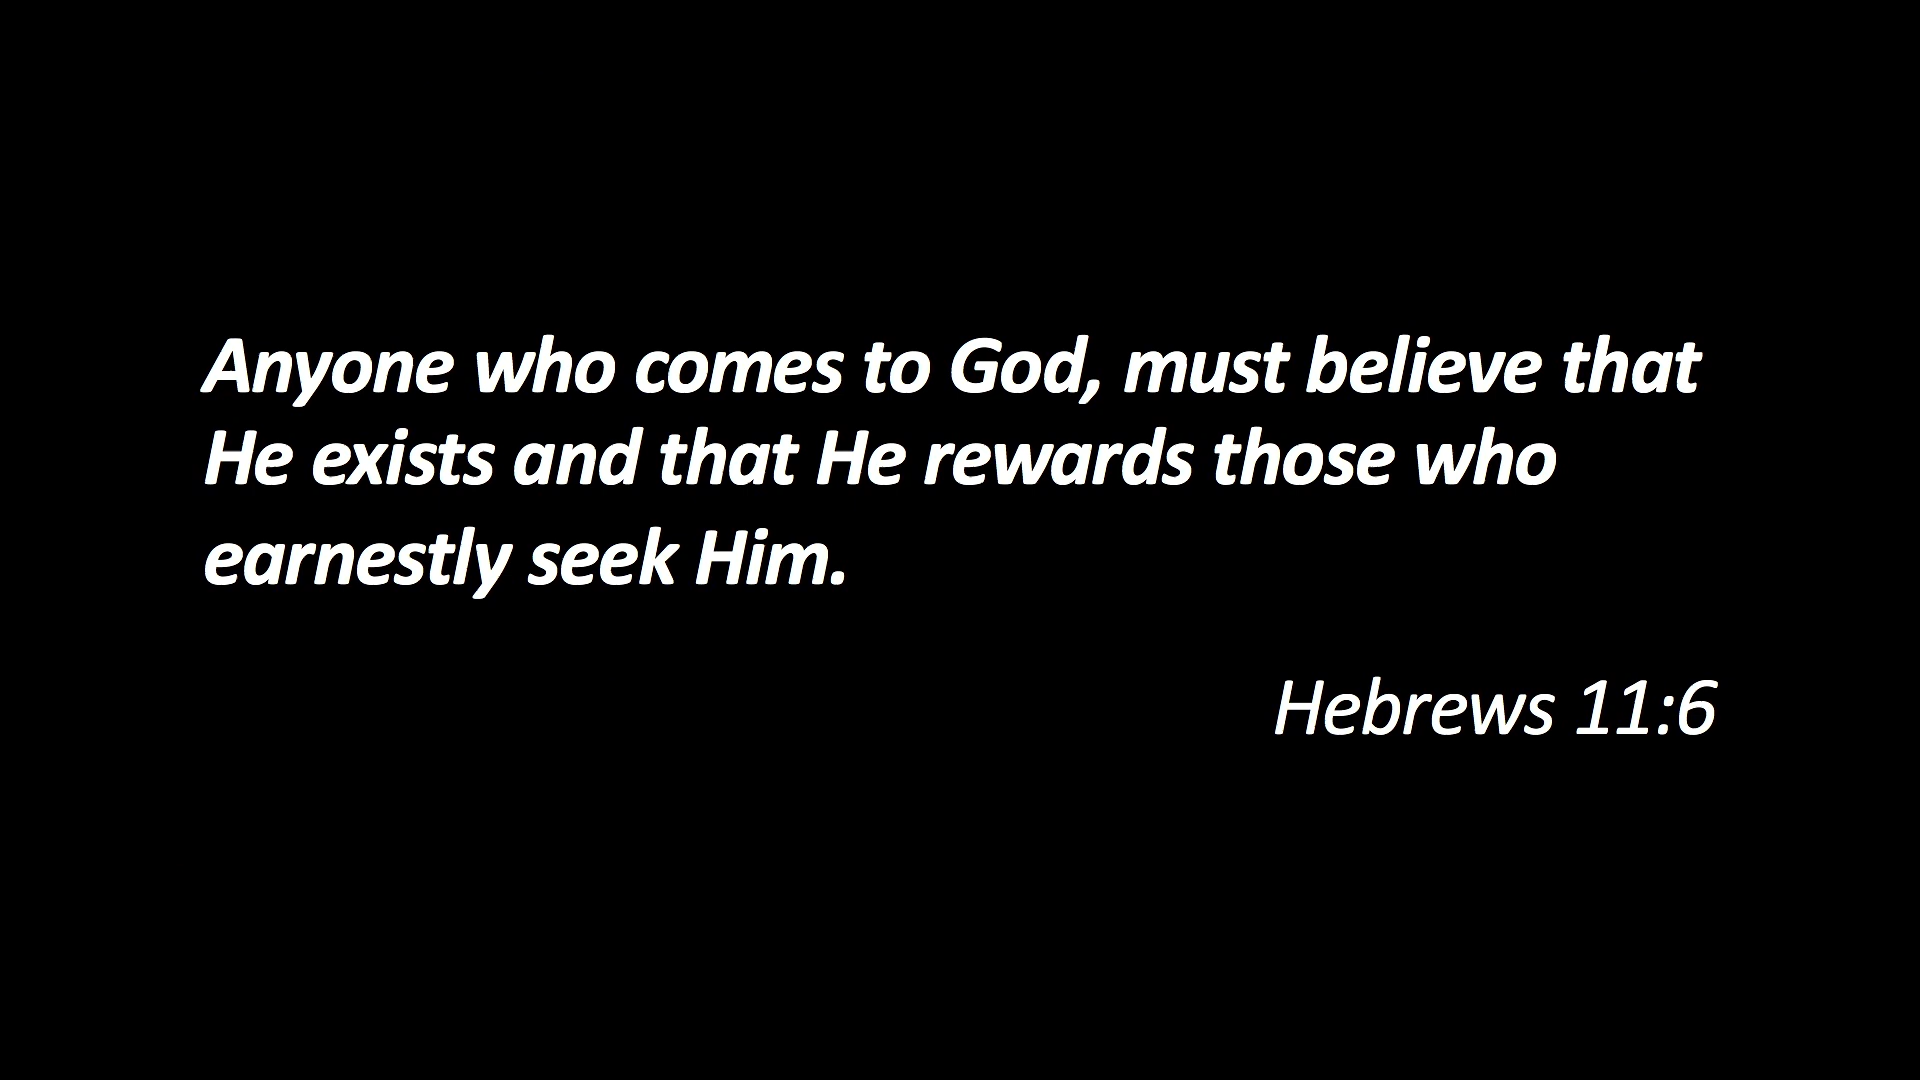 Anyone who comes to God, must believe that
He exists and that He rewards those who
earnestly seek Him.
Hebrews 11:6